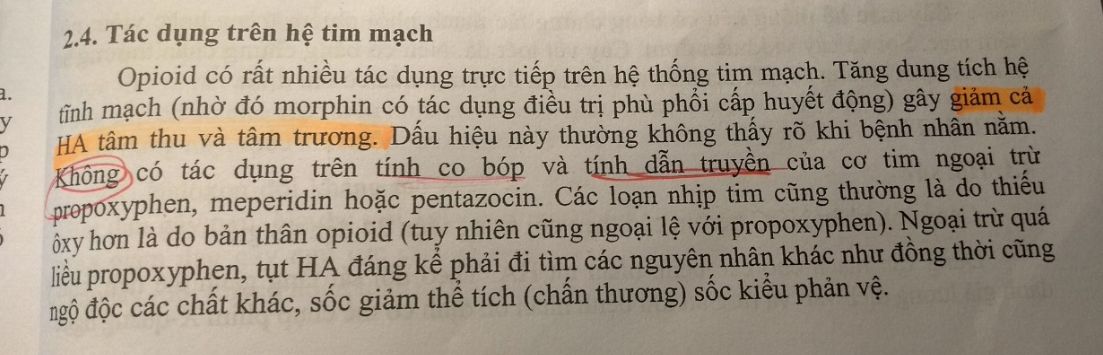 2.4. Tác dụng trên hệ tim mạch
Opioid có rất nhiều tác dụng trực tiếp trên hệ thống tim mạch. Tăng dung tích hệ
tĩnh mạch (nhờ đó morphin có tác dụng điều trị phù phổi cấp huyết động) gây giảm cả
HA tâm thu và tâm trương. Dấu hiệu này thường không thấy rõ khi bệnh nhân nằm.
Không có tác dụng trên tính co bóp và tính dẫn truyền của cơ tim ngoại trừ
propoxyphen, meperidin hoặc pentazocin. Các loạn nhịp tim cũng thường là do thiếu
ôxy hơn là do bản thân opioid (tuy nhiên cũng ngoại lệ với propoxyphen). Ngoại trừ quá
liều propoxyphen, tụt HA đáng kể phải đi tìm các nguyên nhân khác như đồng thời cũng
ngộ độc các chất khác, sốc giảm thể tích (chấn thương) sốc kiểu phản vệ.